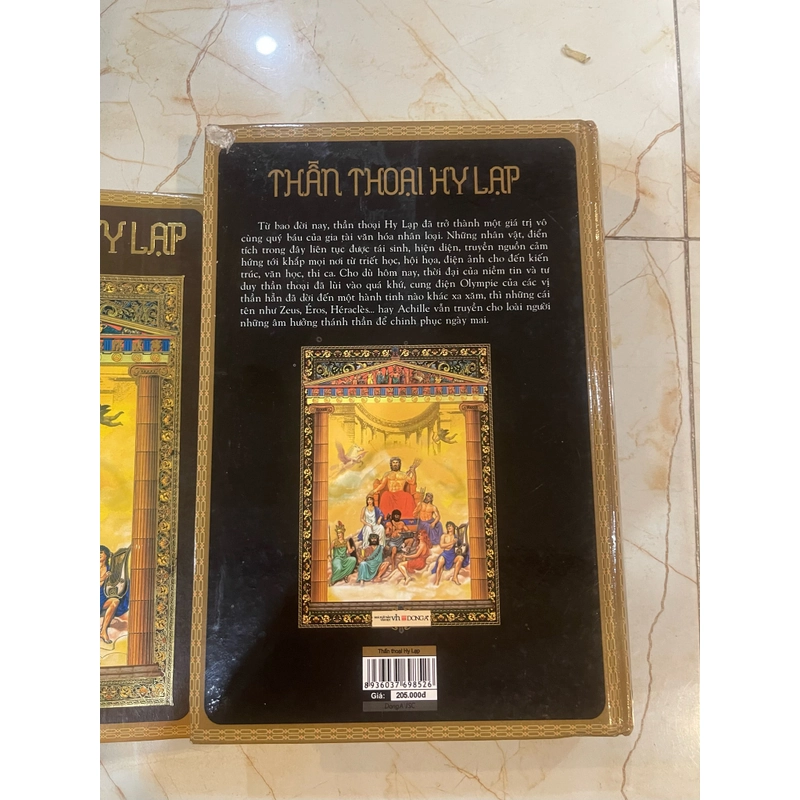 THẦN THOẠI HY LẠP
Từ bao đời nay, thần thoại Hy Lạp đã trở thành một giá trị vô
cùng quý báu của gia tài văn hóa nhân loại. Những nhân vật, điển
tích trong đây liên tục được tái sinh, hiện diện, truyền nguồn cảm
hứng tới khắp mọi nơi từ triết học, hội họa, điện ảnh cho đến kiến
trúc, văn học, thi ca. Cho dù hôm nay, thời đại của niềm tin và tư
duy thần thoại đã lùi vào quá khứ, cung điện Olympie của các vị
thần hẳn đã dời đến một hành tinh nào khác xa xăm, thì những cái
tên như Zeus, Éros, Héraclès... hay Achille vẫn truyền cho loài người
những âm hưởng thánh thần để chinh phục ngày mai.
Y LẠP
vh ĐÔNG A
Thần thoại Hy Lạp
8936037698526
Giá: 205.000đ
Dong A JSC